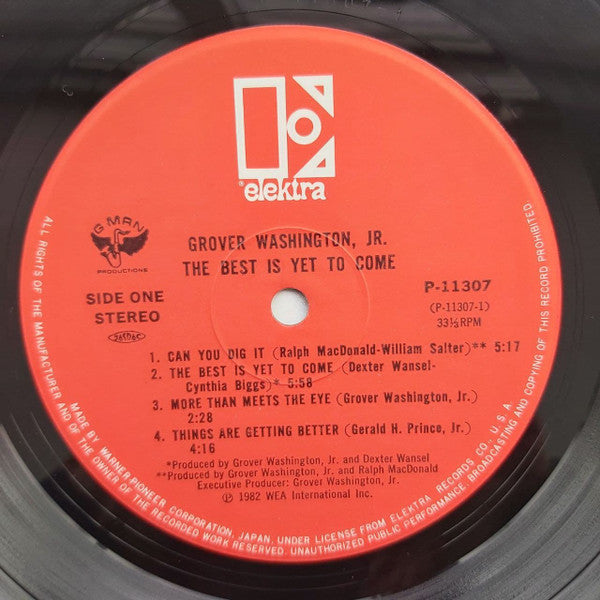 elektra
G-MAN
PRODUCTIONS
GROVER WASHINGTON, JR.
THE BEST IS YET TO COME
SIDE ONE
STEREO
P-11307
(P-11307-1)
33⅓RPM
1. CAN YOU DIG IT (Ralph MacDonald-William Salter)** 5:17
2. THE BEST IS YET TO COME (Dexter Wansel-
Cynthia Biggs)* 5:58
3. MORE THAN MEETS THE EYE (Grover Washington, Jr.)
2:28
4. THINGS ARE GETTING BETTER (Gerald H. Prince, Jr.)
4:16
*Produced by Grover Washington, Jr. and Dexter Wansel
**Produced by Grover Washington, Jr. and Ralph MacDonald
Executive Producer: Grover Washington, Jr.
℗ 1982 WEA International Inc.
MADE BY WARNER-PIONEER CORPORATION, JAPAN. UNDER LICENSE FROM ELEKTRA RECORDS CO., U.S.A.
ALL RIGHTS OF THE MANUFACTURER AND OF THE OWNER OF THE RECORDED WORK RESERVED. UNAUTHORIZED PUBLIC PERFORMANCE, BROADCASTING AND COPYING OF THIS RECORD PROHIBITED